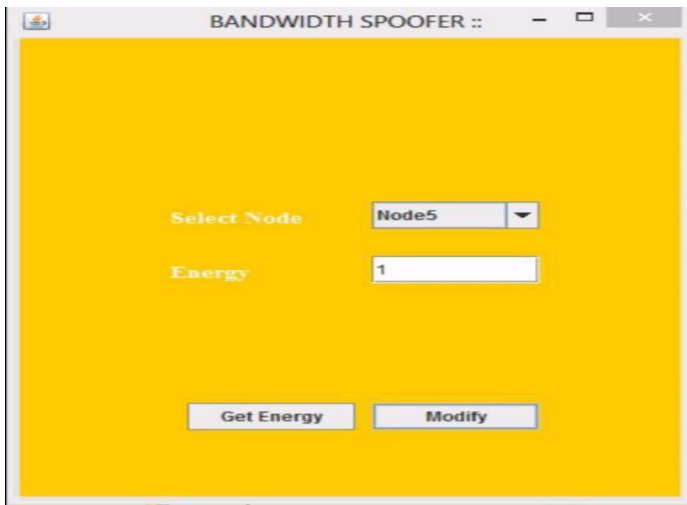 BANDWIDTH SPOOFER ::
Select Node Node5
Energy 1
Get Energy Modify